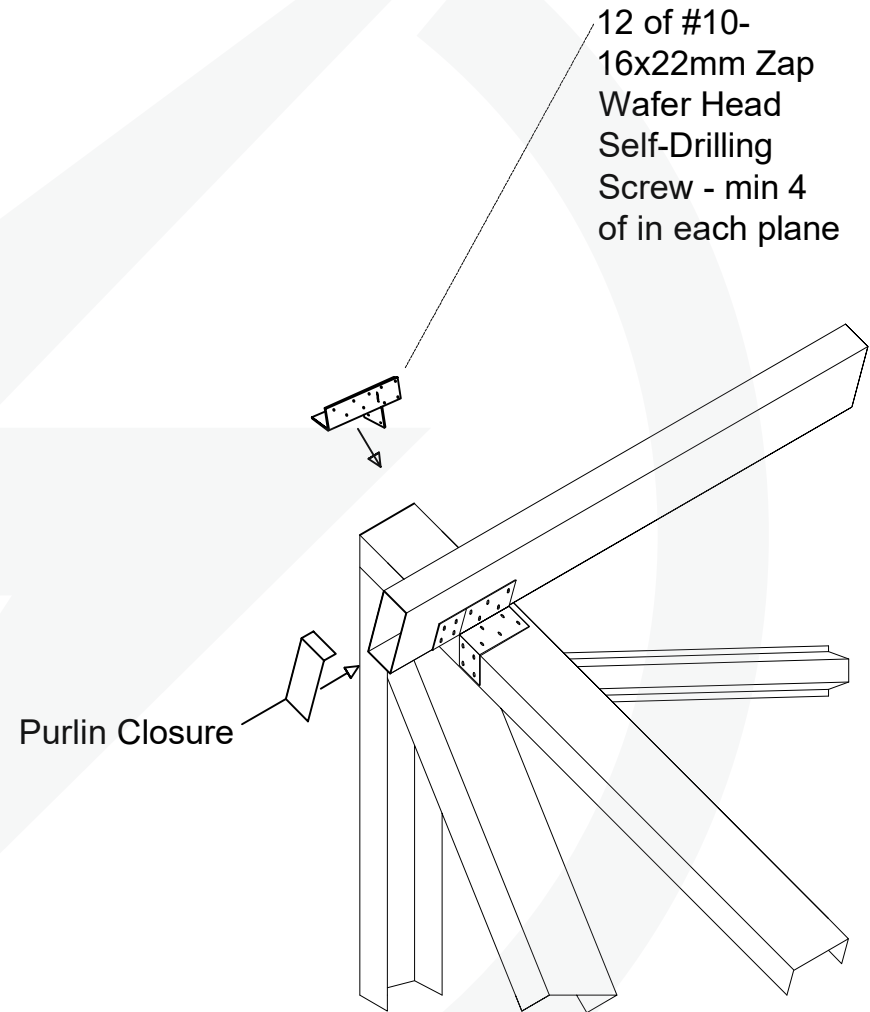 12 of #10-
16x22mm Zap
Wafer Head
Self-Drilling
Screw - min 4
of in each plane
Purlin Closure